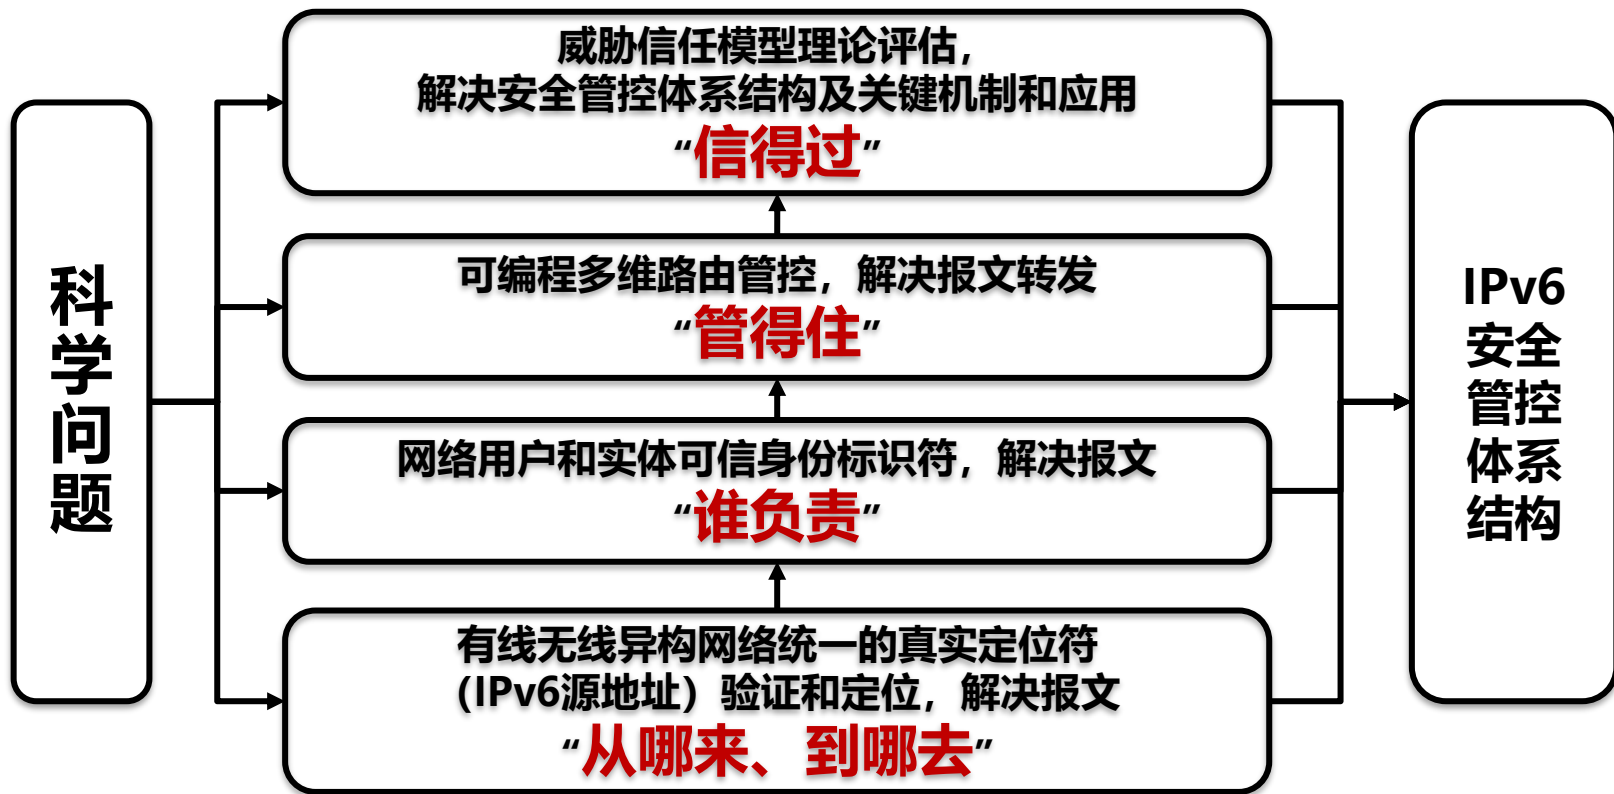 科学问题
威胁信任模型理论评估，
解决安全管控体系结构及关键机制和应用
“信得过”
可编程多维路由管控，解决报文转发
“管得住”
网络用户和实体可信身份标识符，解决报文
“谁负责”
有线无线异构网络统一的真实定位符
（IPv6源地址）验证和定位，解决报文
“从哪来、到哪去”
IPv6
安全
管控
体系
结构